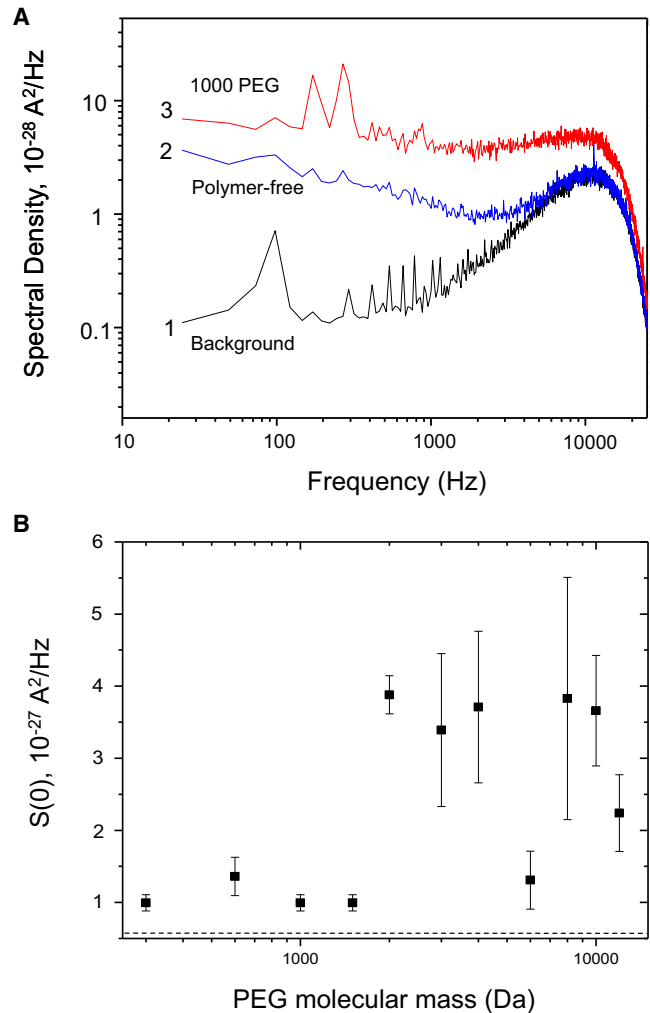 A
Spectral Density, 10⁻²⁸ A²/Hz
10
1
0.1
1000 PEG
3
2
Polymer-free
1
Background
10 100 1000 10000
Frequency (Hz)
B
S(0), 10⁻²⁷ A²/Hz
6
5
4
3
2
1
1000 10000
PEG molecular mass (Da)